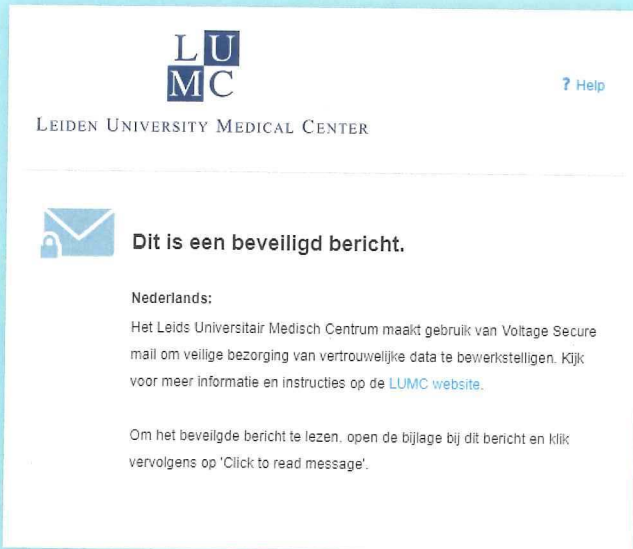 L U
M C
? Help
LEIDEN UNIVERSITY MEDICAL CENTER
Dit is een beveiligd bericht.
Nederlands:
Het Leids Universitair Medisch Centrum maakt gebruik van Voltage Secure
mail om veilige bezorging van vertrouwelijke data te bewerkstelligen. Kijk
voor meer informatie en instructies op de LUMC website.
Om het beveilgde bericht te lezen, open de bijlage bij dit bericht en klik
vervolgens op 'Click to read message'.